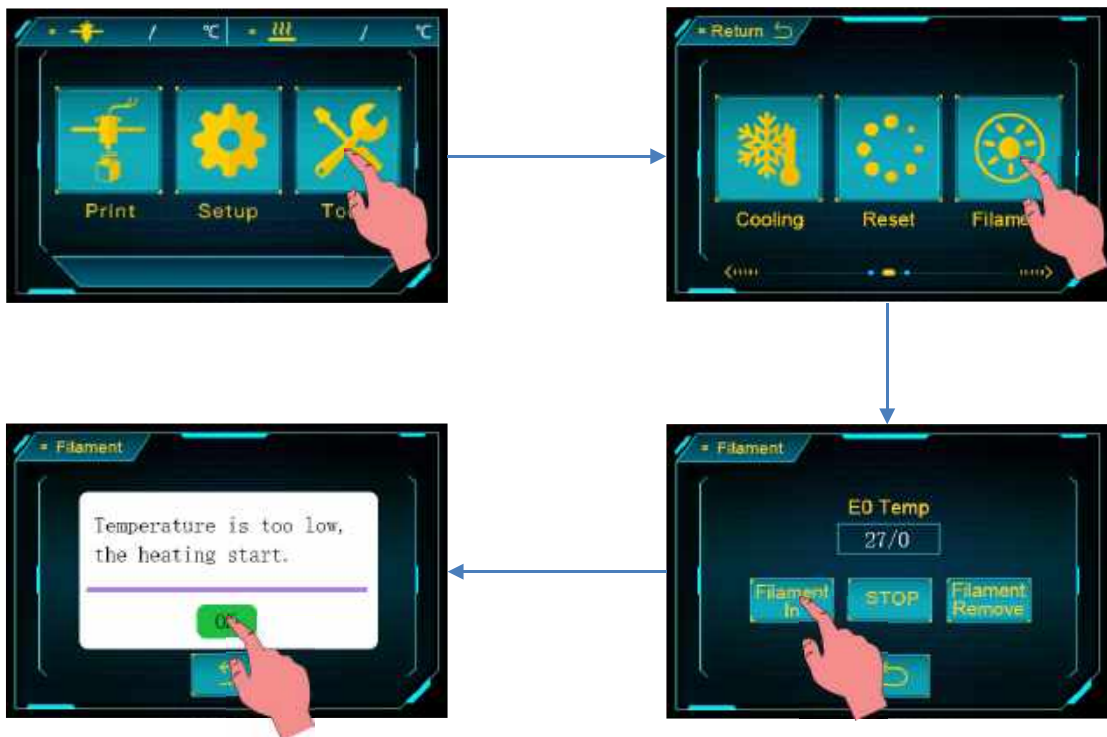 / ℃ / ℃
Print Setup
Return
Cooling Reset
Filament
Temperature is too low,
the heating start.
Filament
E0 Temp
27/0
Filament In
STOP
Filament Remove